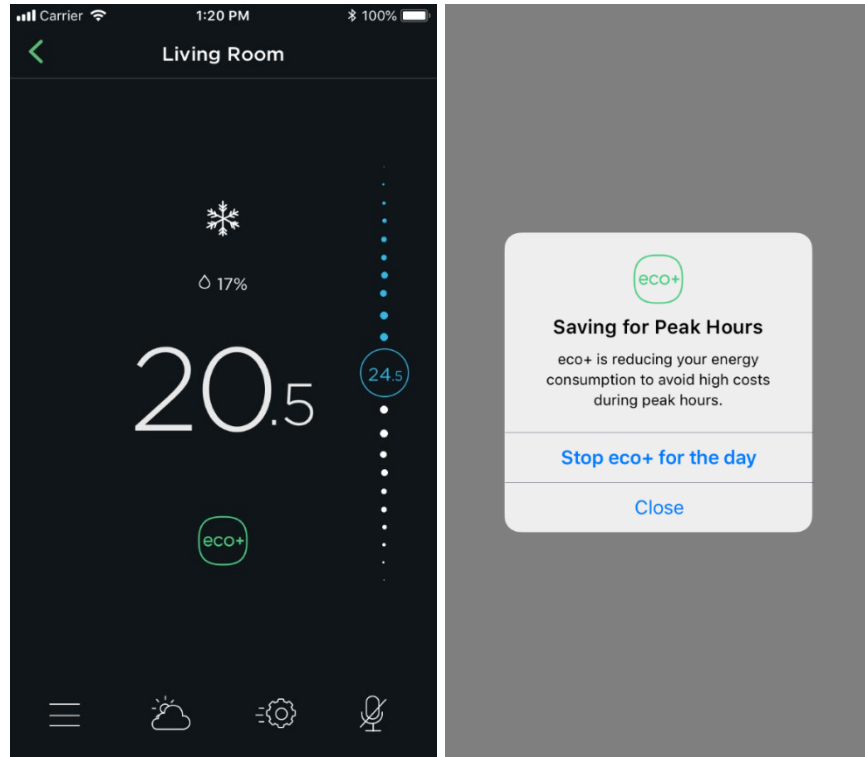 Carrier 1:20 PM 100%
Living Room
17%
20.5
24.5
eco+
eco+
Saving for Peak Hours
eco+ is reducing your energy
consumption to avoid high costs
during peak hours.
Stop eco+ for the day
Close